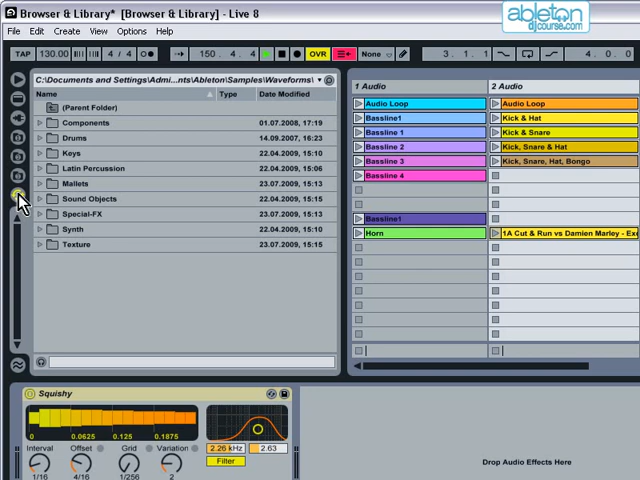 Browser & Library* [Browser & Library] - Live 8
ableton
djcourse.com
File Edit Create View Options Help
TAP 130.00 4 / 4 150 . 4 . 4 OVR None 3 . 1 . 1 4 . 0 . 0
C:\Documents and Settings\Admi...nts\Ableton\Samples\Waveforms\
Name Type Date Modified
(Parent Folder)
Components 01.07.2008, 17:19
Drums 14.09.2007, 16:23
Keys 22.04.2009, 15:10
Latin Percussion 22.04.2009, 15:06
Mallets 23.07.2009, 15:13
Sound Objects 22.04.2009, 15:15
Special-FX 23.07.2009, 15:13
Synth 22.04.2009, 15:10
Texture 23.07.2009, 15:15
1 Audio
Audio Loop
Bassline1
Bassline 1
Bassline 2
Bassline 3
Bassline 4
Bassline1
Horn
2 Audio
Audio Loop
Kick & Hat
Kick & Snare
Kick, Snare & Hat
Kick, Snare, Hat, Bongo
1A Cut & Run vs Damien Marley - Exc
Squishy
0 0.0625 0.125 0.1875
2.26 kHz 2.63
Filter
Interval Offset Grid Variation
1/16 4/16 1/256 2
Drop Audio Effects Here